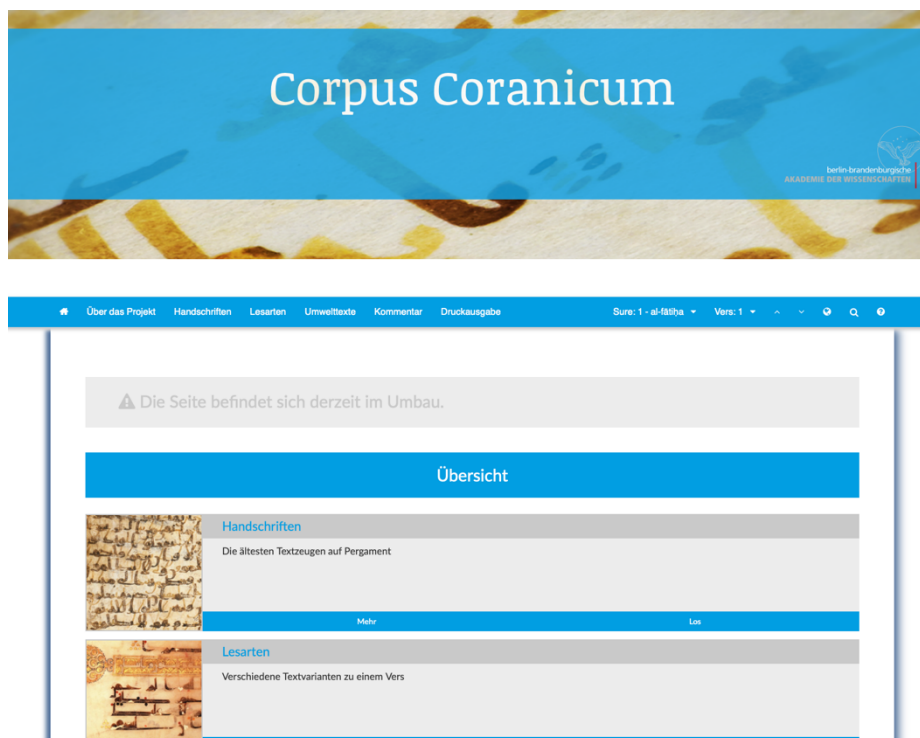 Corpus Coranicum
berlin-brandenburgische
AKADEMIE DER WISSENSCHAFTEN
Über das Projekt Handschriften Lesarten Umwelttexte Kommentar Druckausgabe Sure: 1 - al-fātiḥa Vers: 1
Die Seite befindet sich derzeit im Umbau.
Übersicht
Handschriften
Die ältesten Textzeugen auf Pergament
Mehr Los
Lesarten
Verschiedene Textvarianten zu einem Vers